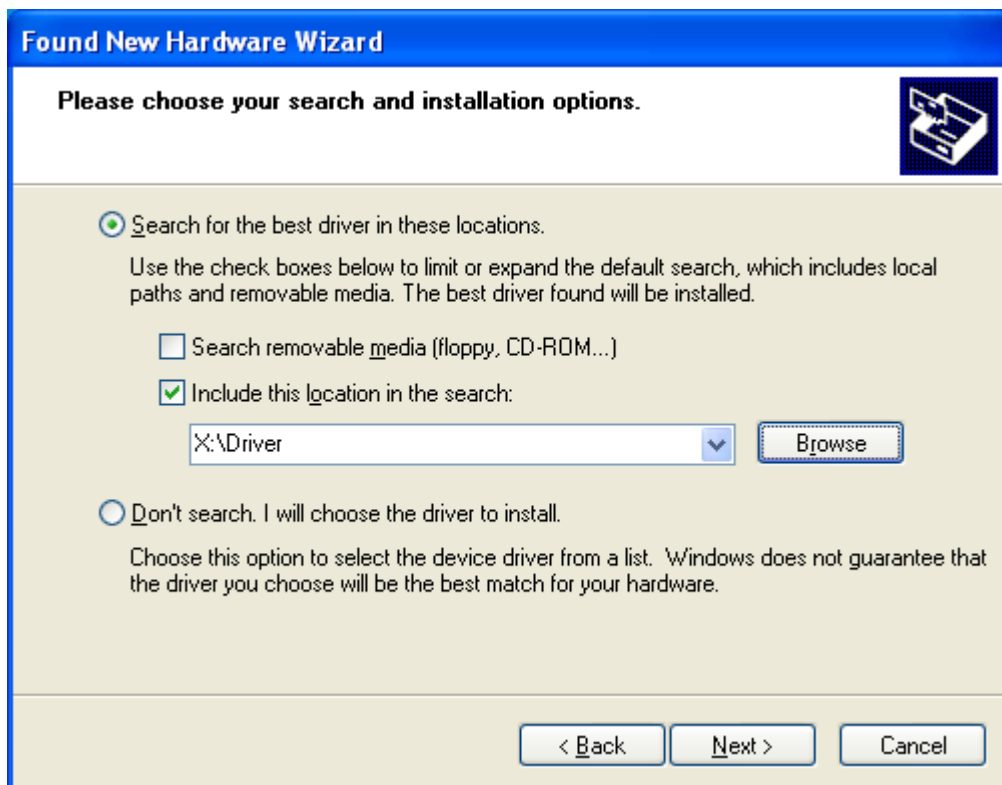 Found New Hardware Wizard
Please choose your search and installation options.
Search for the best driver in these locations.
Use the check boxes below to limit or expand the default search, which includes local
paths and removable media. The best driver found will be installed.
Search removable media (floppy, CD-ROM...)
Include this location in the search:
X:\Driver
Browse
Don't search. I will choose the driver to install.
Choose this option to select the device driver from a list.  Windows does not guarantee that
the driver you choose will be the best match for your hardware.
< Back
Next >
Cancel